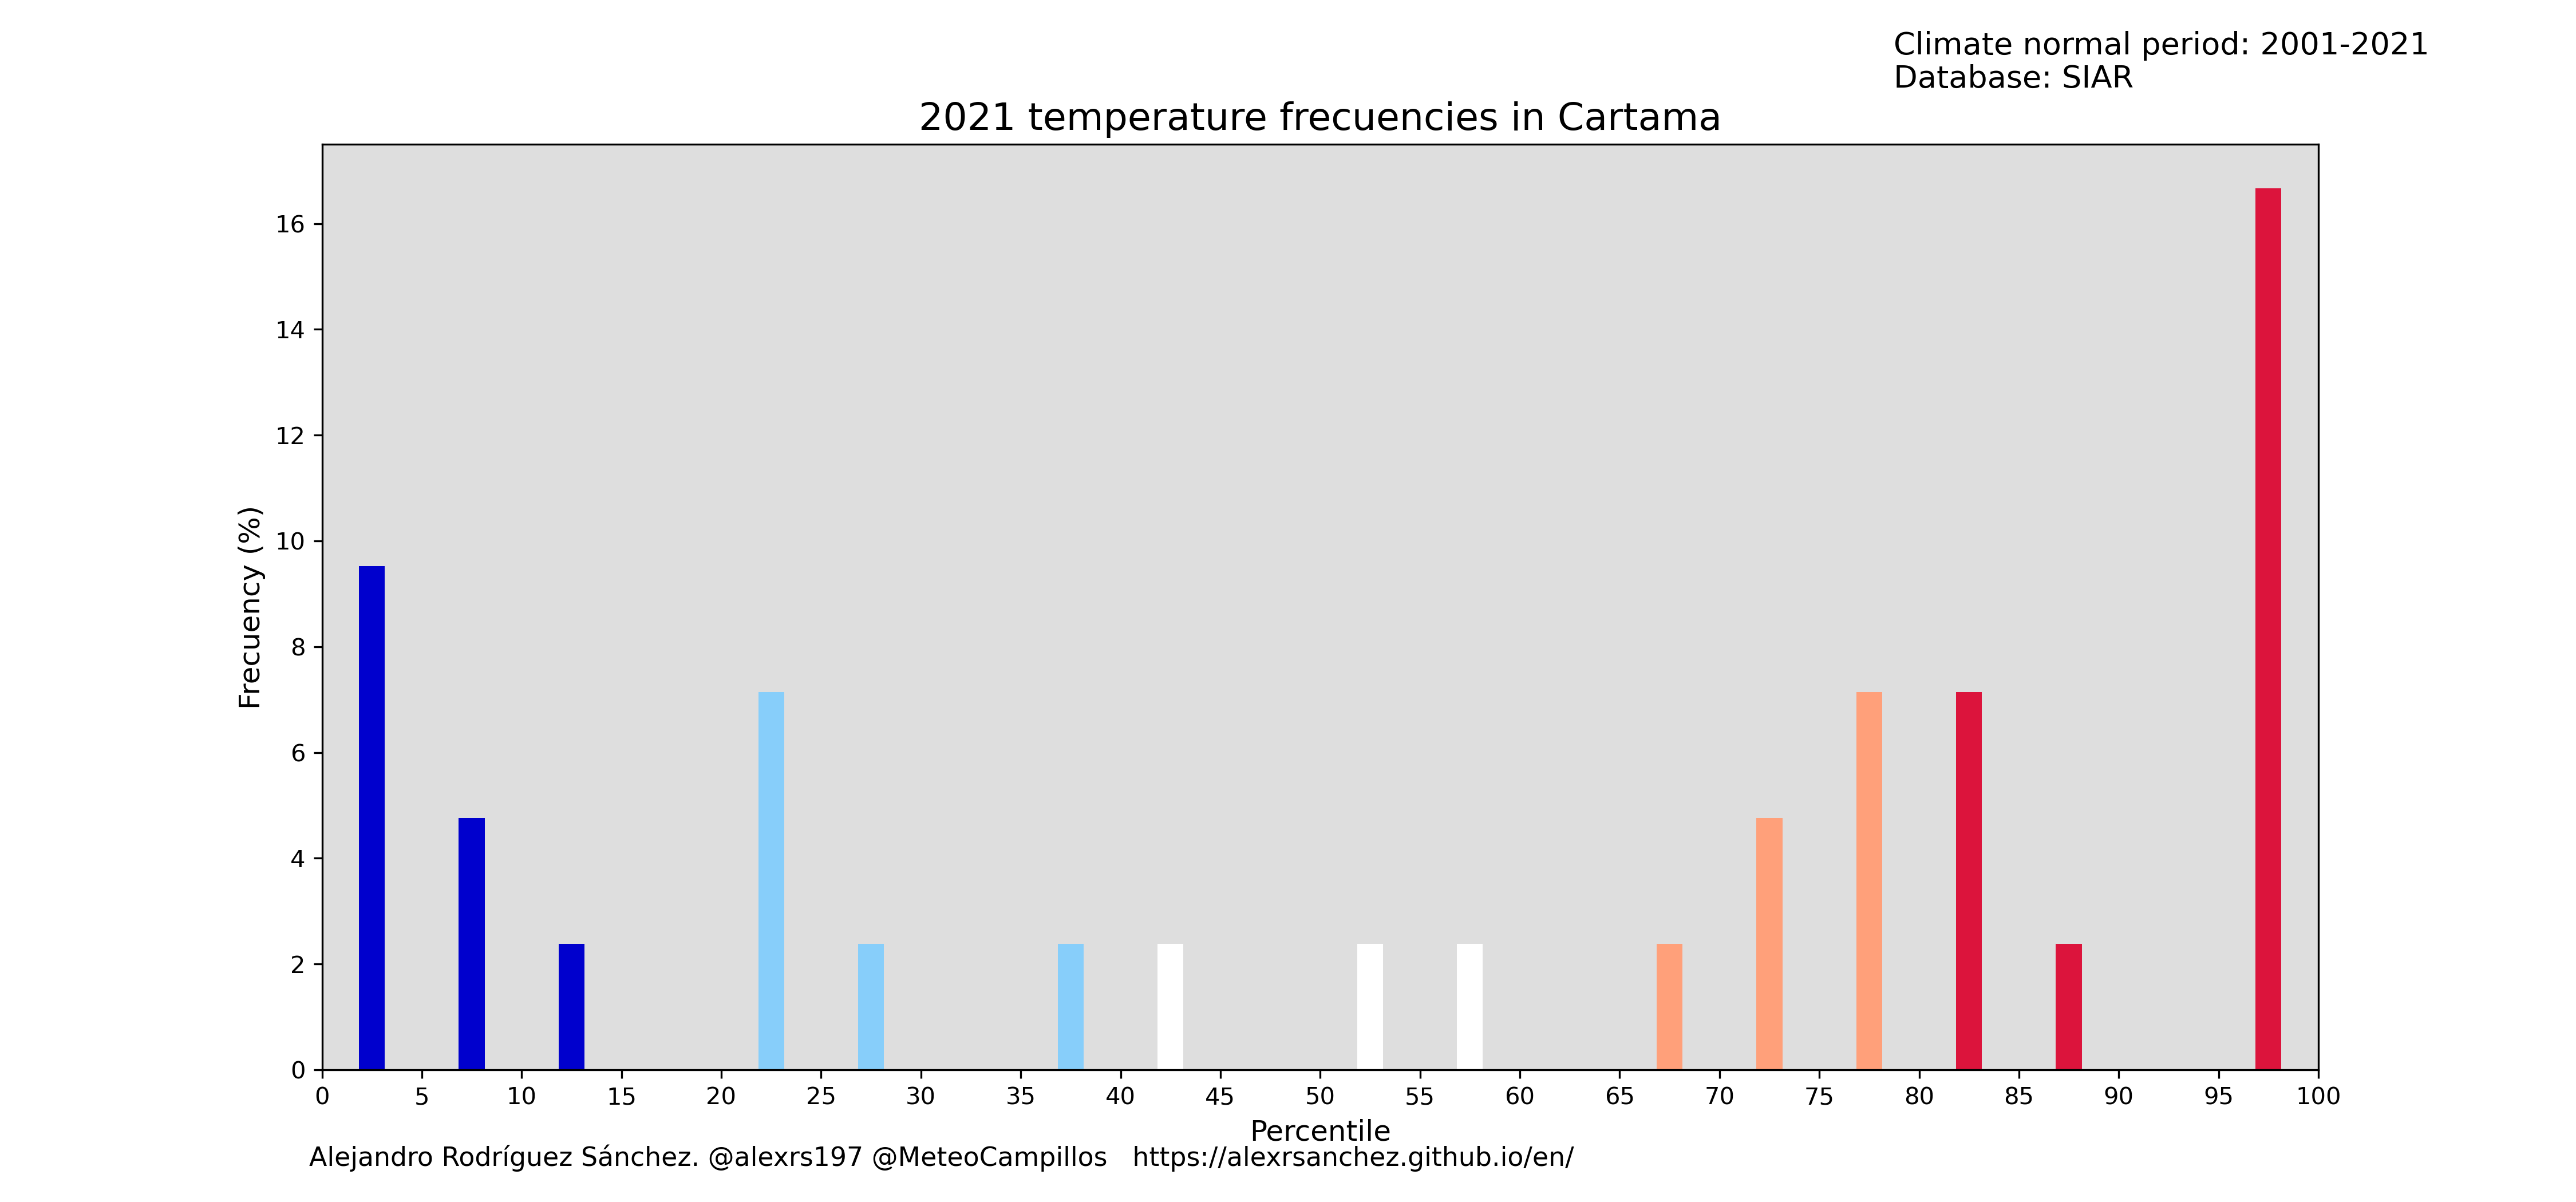 Climate normal period: 2001-2021
Database: SIAR
2021 temperature frecuencies in Cartama
Frecuency (%)
16
14
12
10
8
6
4
2
0
0 5 10 15 20 25 30 35 40 45 50 55 60 65 70 75 80 85 90 95 100
Percentile
Alejandro Rodríguez Sánchez. @alexrs197 @MeteoCampillos https://alexrsanchez.github.io/en/